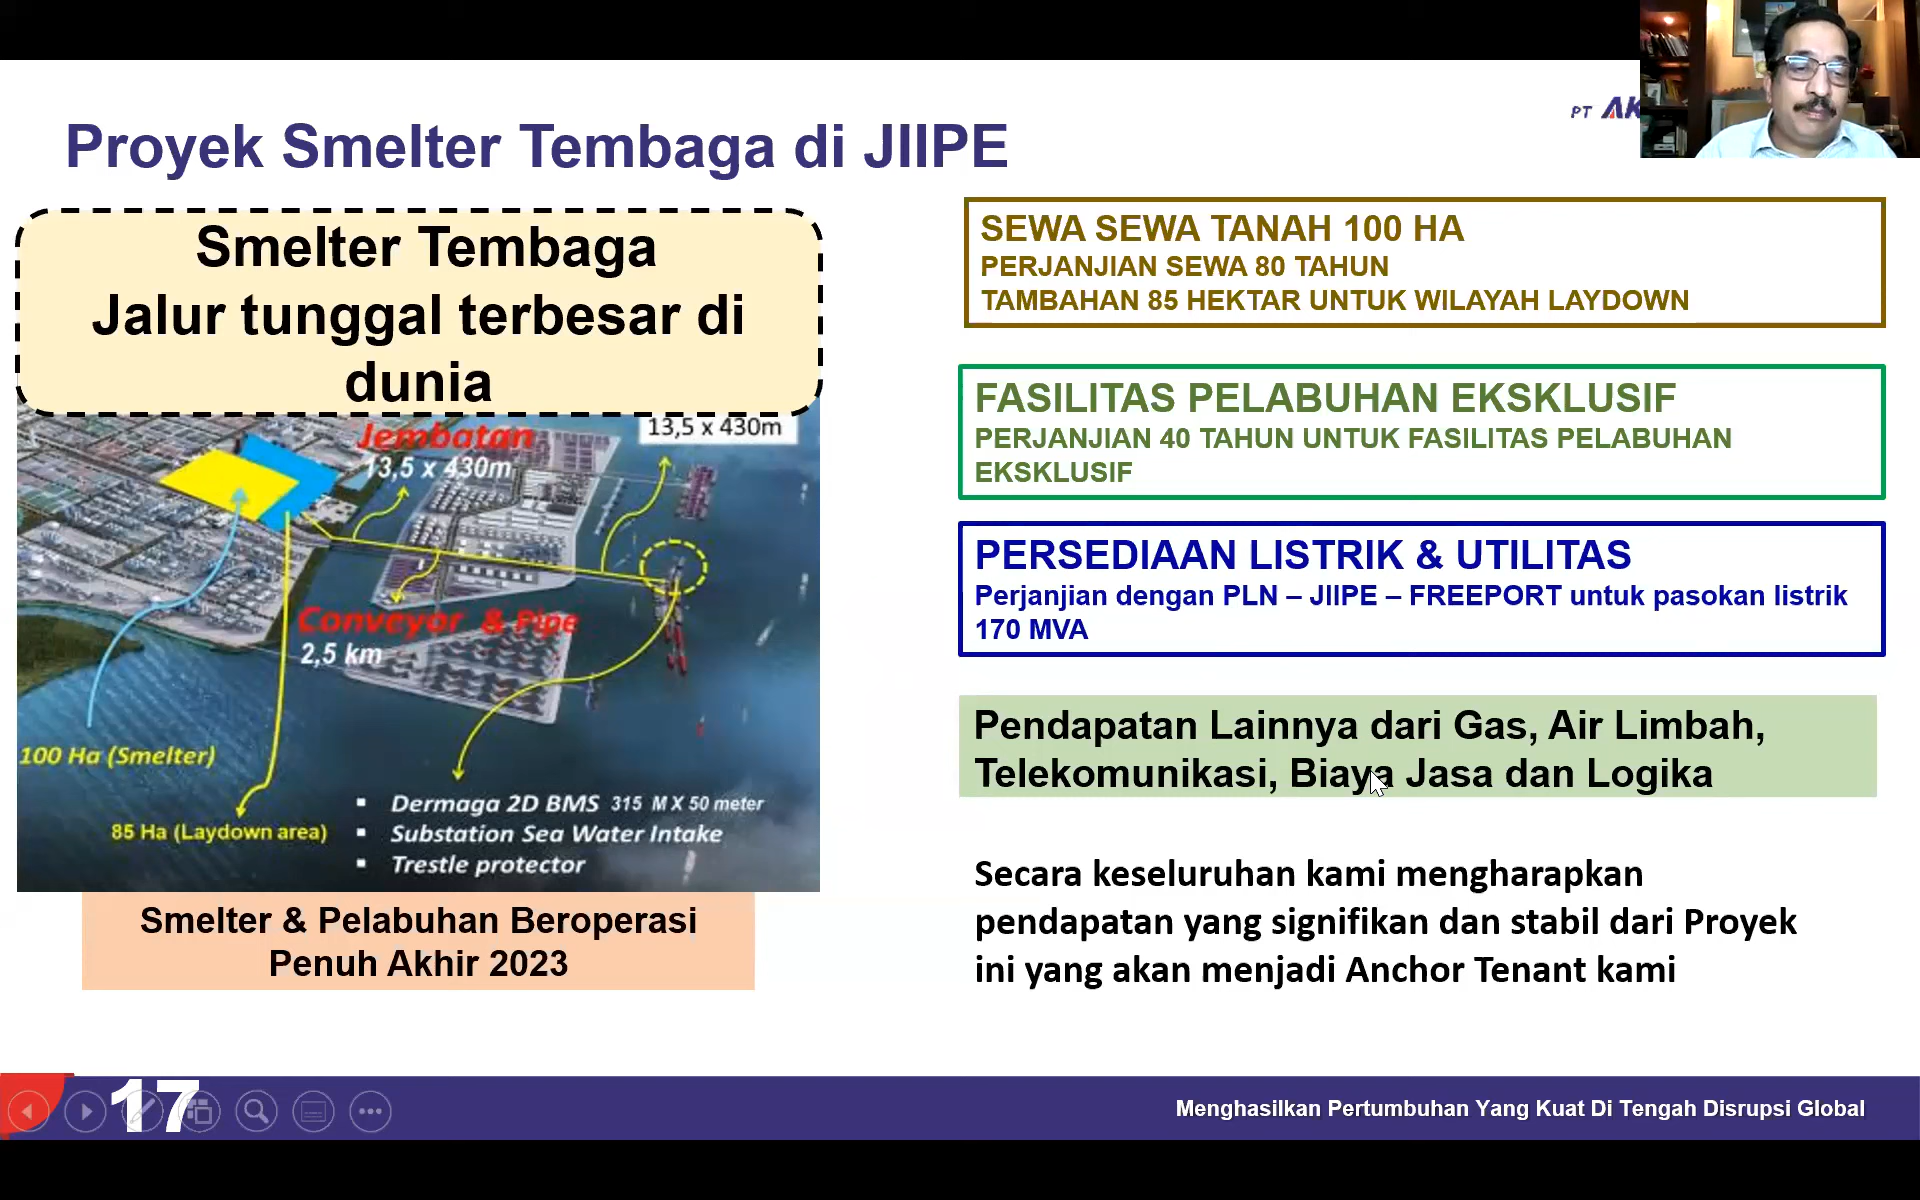 PT AK
Proyek Smelter Tembaga di JIIPE
Smelter Tembaga
Jalur tunggal terbesar di
dunia
13,5 x 430m
Jembatan
13,5 x 430m
Conveyor & Pipe
2,5 km
100 Ha (Smelter)
85 Ha (Laydown area)
▪ Dermaga 2D BMS 315 M X 50 meter
▪ Substation Sea Water Intake
▪ Trestle protector
Smelter & Pelabuhan Beroperasi
Penuh Akhir 2023
SEWA SEWA TANAH 100 HA
PERJANJIAN SEWA 80 TAHUN
TAMBAHAN 85 HEKTAR UNTUK WILAYAH LAYDOWN
FASILITAS PELABUHAN EKSKLUSIF
PERJANJIAN 40 TAHUN UNTUK FASILITAS PELABUHAN
EKSKLUSIF
PERSEDIAAN LISTRIK & UTILITAS
Perjanjian dengan PLN – JIIPE – FREEPORT untuk pasokan listrik
170 MVA
Pendapatan Lainnya dari Gas, Air Limbah,
Telekomunikasi, Biaya Jasa dan Logika
Secara keseluruhan kami mengharapkan
pendapatan yang signifikan dan stabil dari Proyek
ini yang akan menjadi Anchor Tenant kami
17
Menghasilkan Pertumbuhan Yang Kuat Di Tengah Disrupsi Global